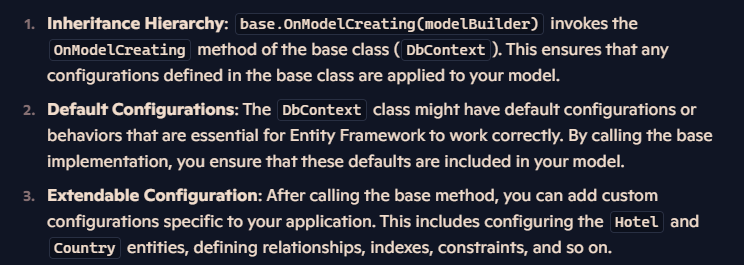 1. Inheritance Hierarchy: base.OnModelCreating(modelBuilder) invokes the
OnModelCreating method of the base class (DbContext). This ensures that any
configurations defined in the base class are applied to your model.
2. Default Configurations: The DbContext class might have default configurations or
behaviors that are essential for Entity Framework to work correctly. By calling the base
implementation, you ensure that these defaults are included in your model.
3. Extendable Configuration: After calling the base method, you can add custom
configurations specific to your application. This includes configuring the Hotel and
Country entities, defining relationships, indexes, constraints, and so on.